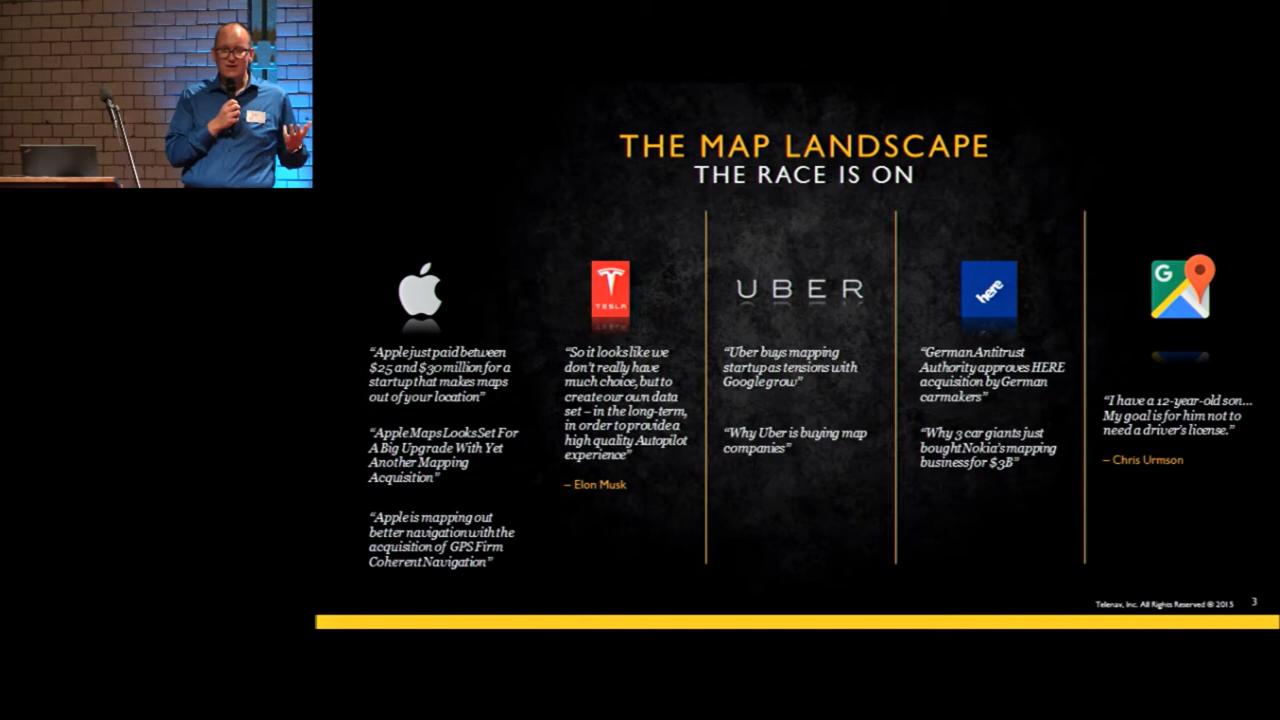 THE MAP LANDSCAPE
THE RACE IS ON
“Apple just paid between
$25 and $30 million for a
startup that makes maps
out of your location”
“Apple Maps Looks Set For
A Big Upgrade With Yet
Another Mapping
Acquisition”
“Apple is mapping out
better navigation with the
acquisition of GPS Firm
Coherent Navigation”
TESLA
“So it looks like we
don’t really have
much choice, but to
create our own data
set – in the long-term,
in order to provide a
high quality Autopilot
experience”
– Elon Musk
UBER
“Uber buys mapping
startup as tensions with
Google grow”
“Why Uber is buying map
companies”
here
“German Antitrust
Authority approves HERE
acquisition by German
carmakers”
“Why 3 car giants just
bought Nokia’s mapping
business for $3B”
G
“I have a 12-year-old son...
My goal is for him not to
need a driver’s license.”
– Chris Urmson
Telenav, Inc. All Rights Reserved ® 2015 3